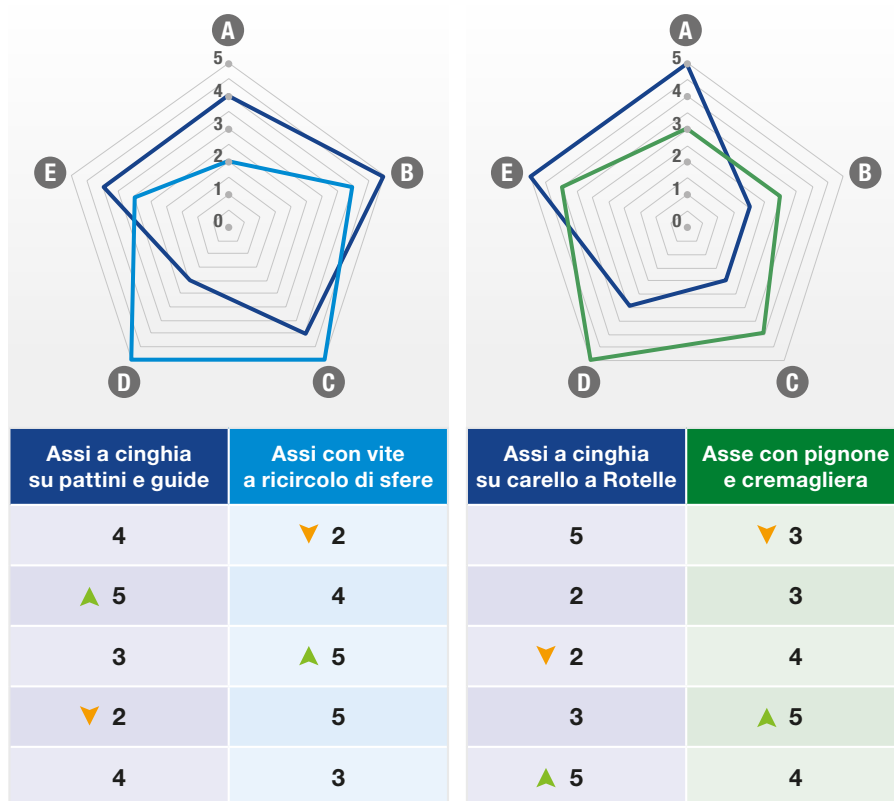 A
5
4
3
2
1
0
E
B
D
C
A
5
4
3
2
1
0
E
B
D
C
Assi a cinghia
su pattini e guide
Assi con vite
a ricircolo di sfere
4 2
5 4
3 5
2 5
4 3
Assi a cinghia
su carello a Rotelle
Asse con pignone
e cremagliera
5 3
2 3
2 4
3 5
5 4